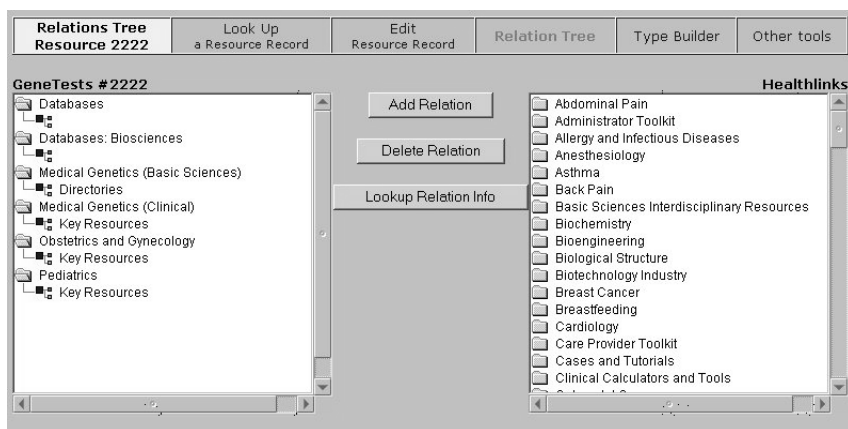 Relations Tree
Resource 2222
Look Up
a Resource Record
Edit
Resource Record
Relation Tree
Type Builder
Other tools
GeneTests #2222
Healthlinks
Databases
Databases: Biosciences
Medical Genetics (Basic Sciences)
Directories
Medical Genetics (Clinical)
Key Resources
Obstetrics and Gynecology
Key Resources
Pediatrics
Key Resources
Add Relation
Delete Relation
Lookup Relation Info
Abdominal Pain
Administrator Toolkit
Allergy and Infectious Diseases
Anesthesiology
Asthma
Back Pain
Basic Sciences Interdisciplinary Resources
Biochemistry
Bioengineering
Biological Structure
Biotechnology Industry
Breast Cancer
Breastfeeding
Cardiology
Care Provider Toolkit
Cases and Tutorials
Clinical Calculators and Tools